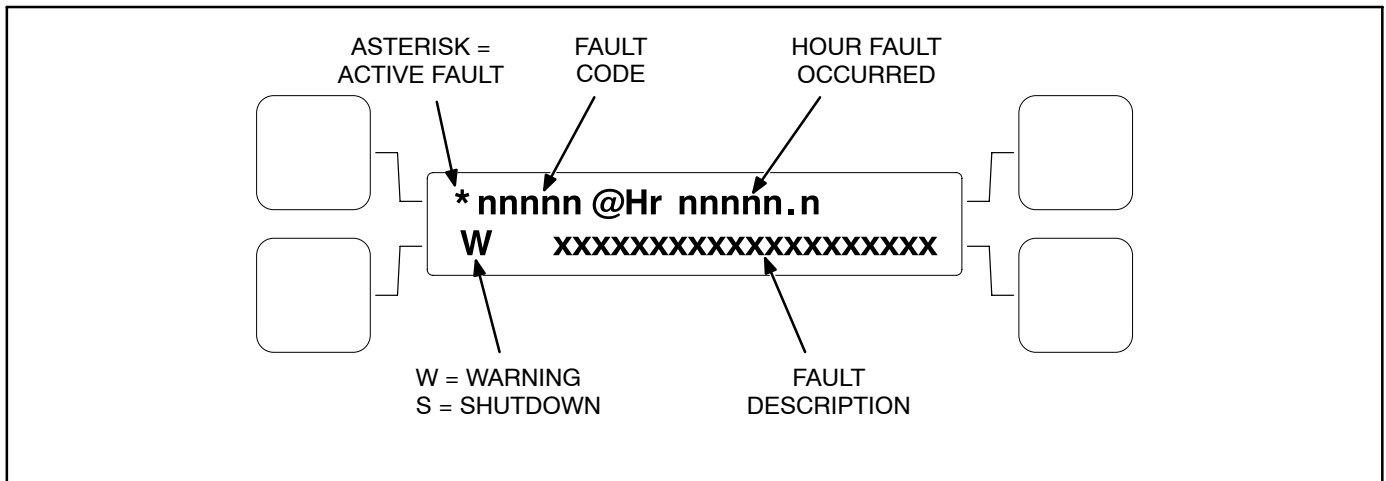 ASTERISK =
ACTIVE FAULT
FAULT
CODE
HOUR FAULT
OCCURRED
* nnnnn @Hr nnnnn.n
W xxxxxxxxxxxxxxxxxxxx
W = WARNING
S = SHUTDOWN
FAULT
DESCRIPTION